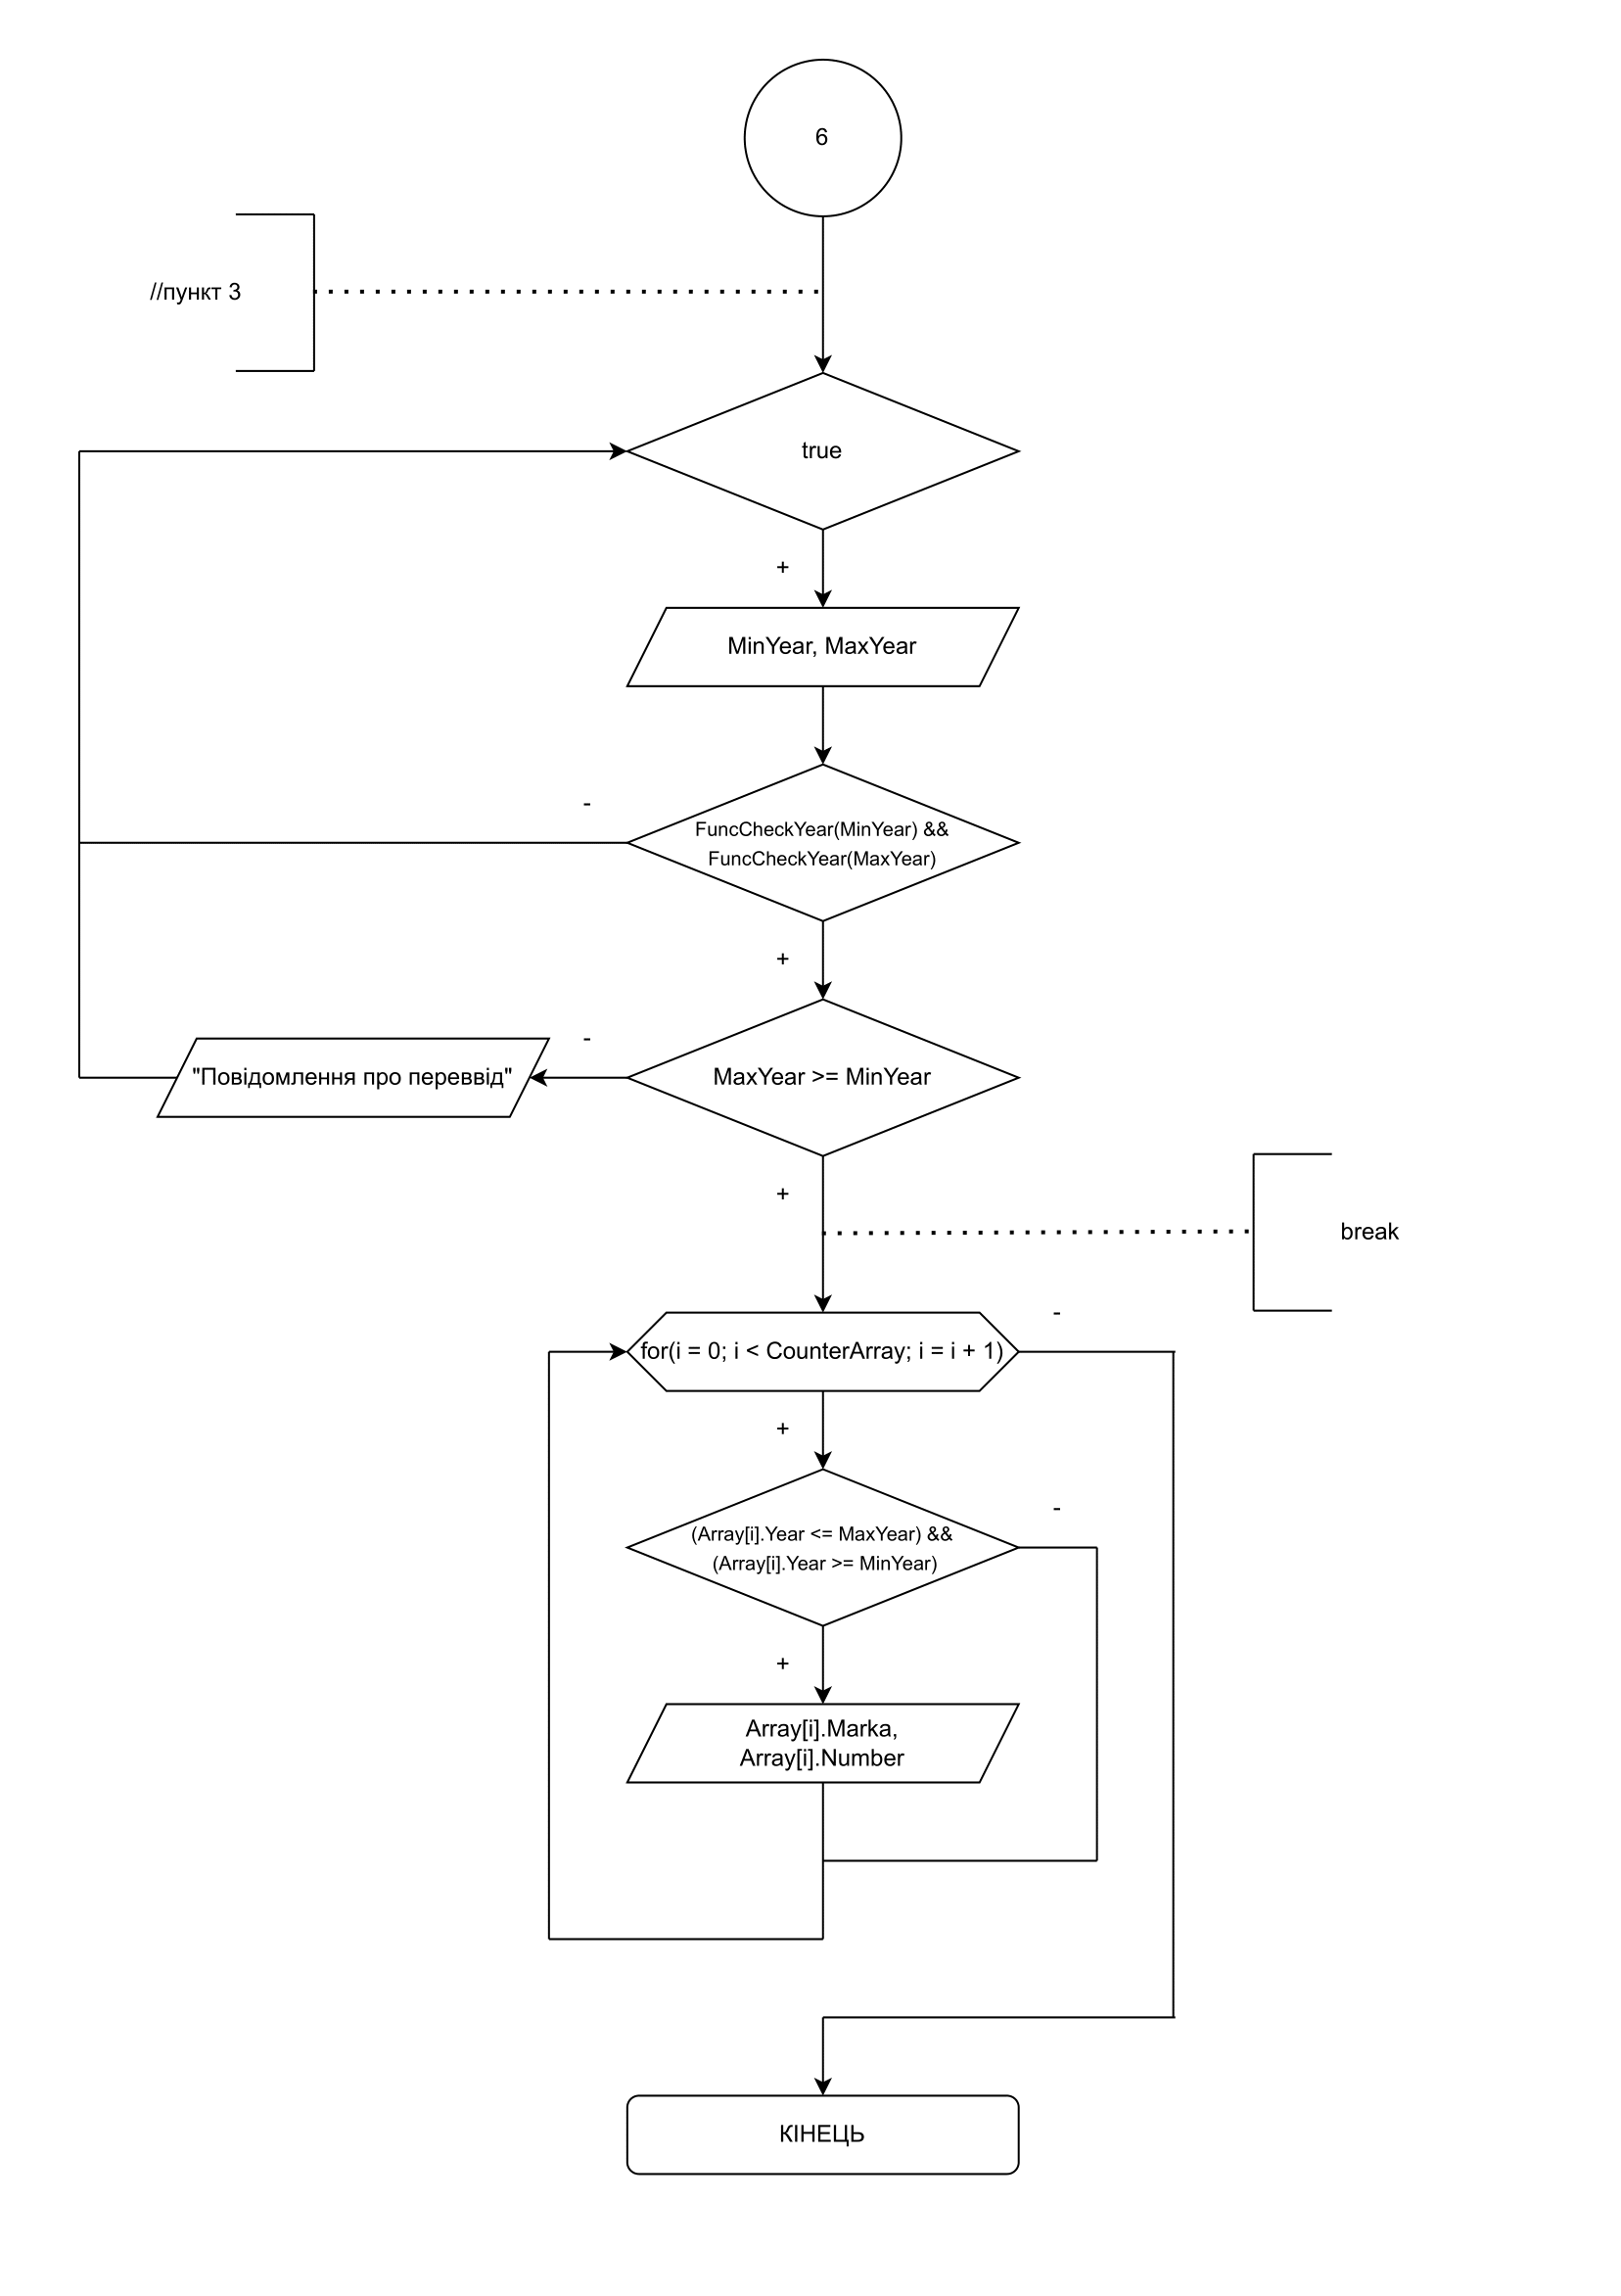 6
//пункт 3
true
+
MinYear, MaxYear
-
FuncCheckYear(MinYear) &&
FuncCheckYear(MaxYear)
+
-
"Повідомлення про переввід"
MaxYear >= MinYear
+
break
-
for(i = 0; i < CounterArray; i = i + 1)
+
-
(Array[i].Year <= MaxYear) &&
(Array[i].Year >= MinYear)
+
Array[i].Marka,
Array[i].Number
КІНЕЦЬ